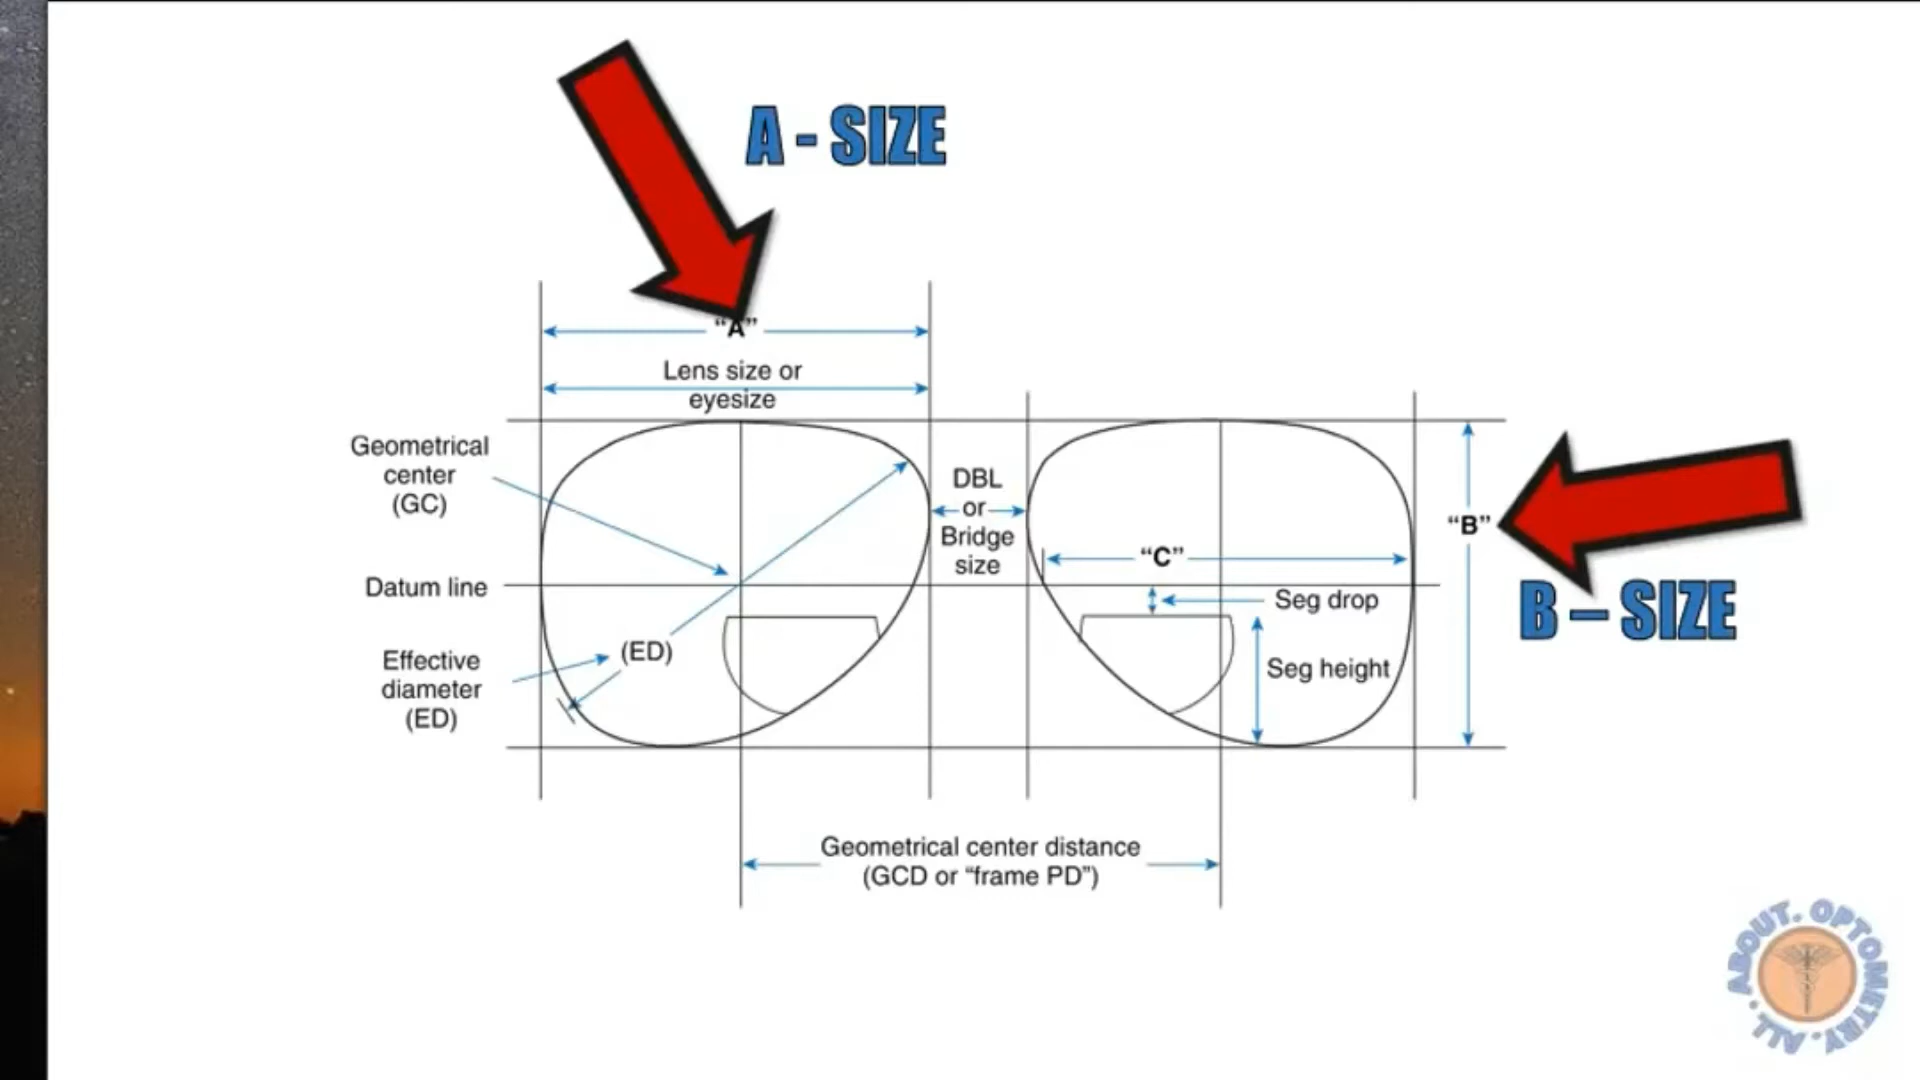 A - SIZE
“A”
Lens size or
eyesize
Geometrical
center
(GC)
DBL
or
Bridge
size
“B”
“C”
Datum line
Seg drop
B – SIZE
(ED)
Effective
diameter
(ED)
Seg height
Geometrical center distance
(GCD or “frame PD”)
ALL . ABOUT . OPTOMETRY .